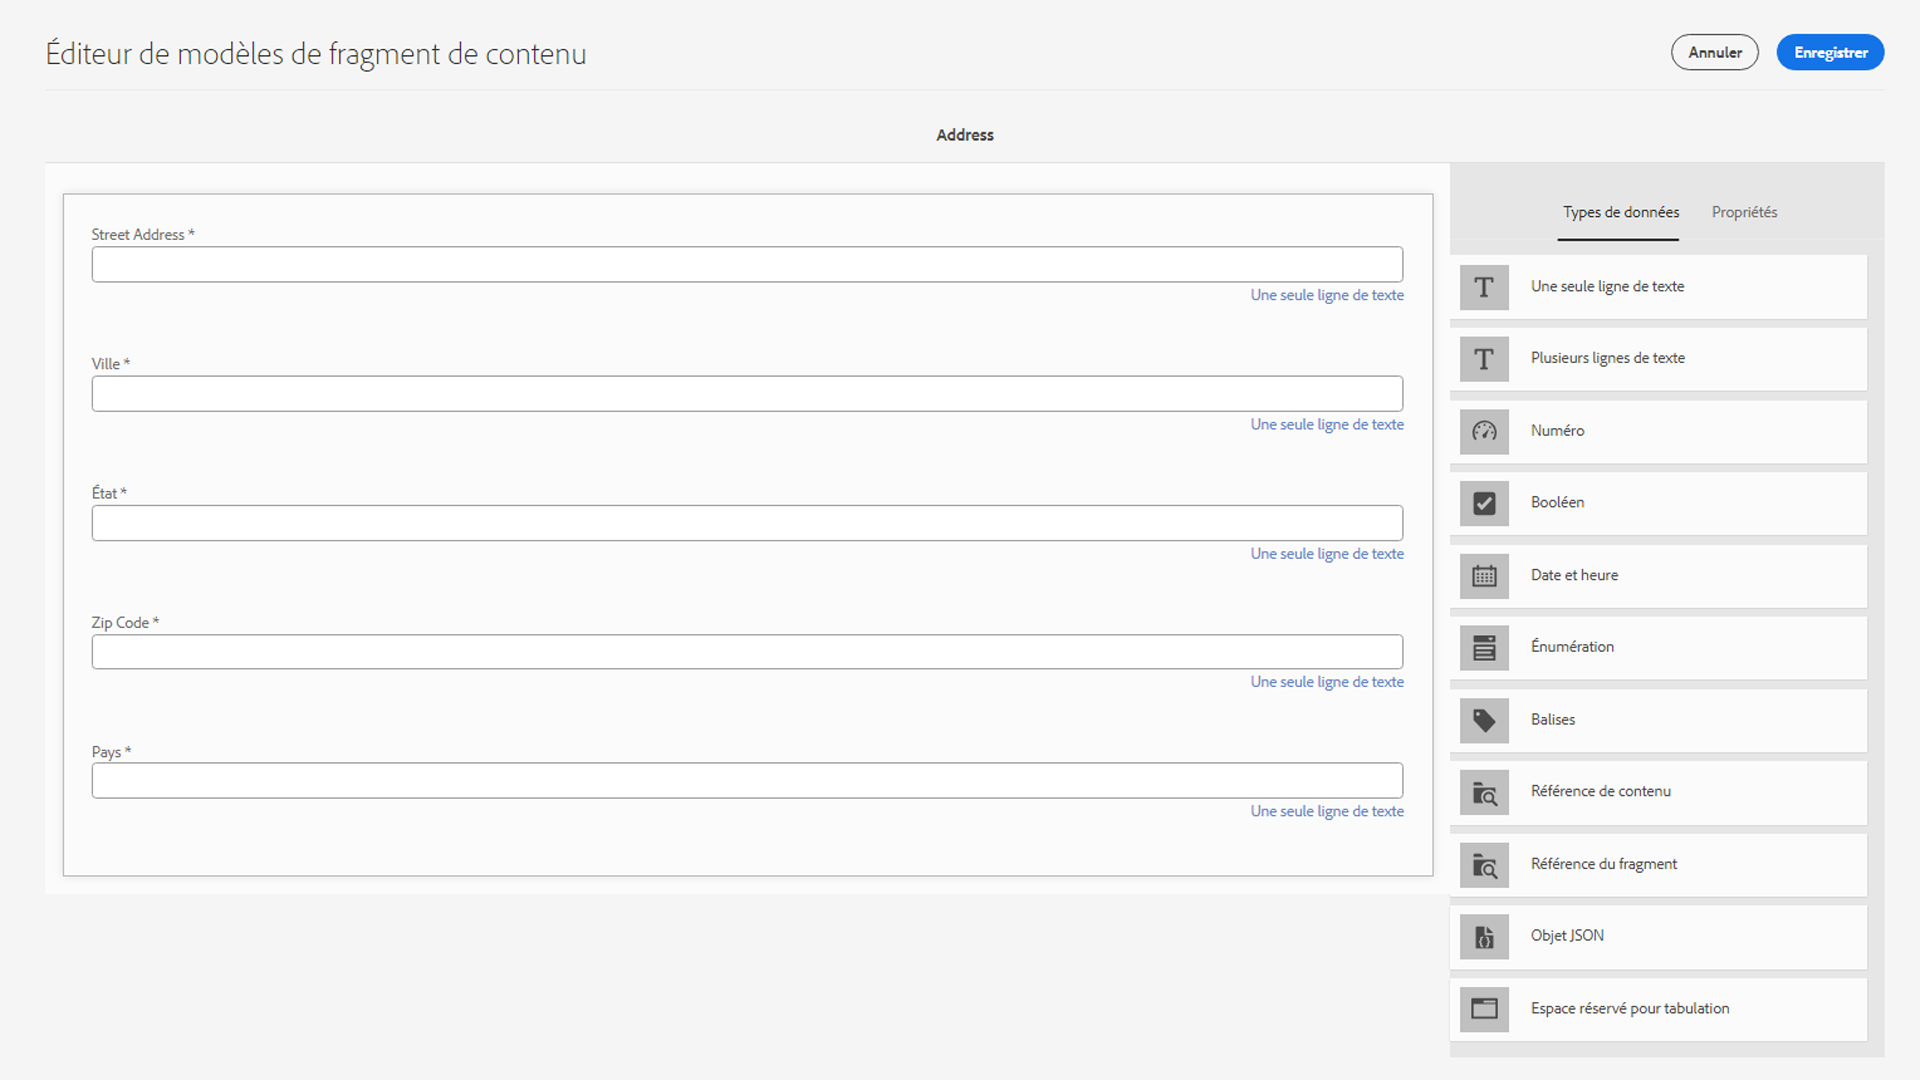 Éditeur de modèles de fragment de contenu
Annuler
Enregistrer
Address
Street Address *
Une seule ligne de texte
Ville *
Une seule ligne de texte
État *
Une seule ligne de texte
Zip Code *
Une seule ligne de texte
Pays *
Une seule ligne de texte
Types de données
Propriétés
Une seule ligne de texte
Plusieurs lignes de texte
Numéro
Booléen
Date et heure
Énumération
Balises
Référence de contenu
Référence du fragment
Objet JSON
Espace réservé pour tabulation